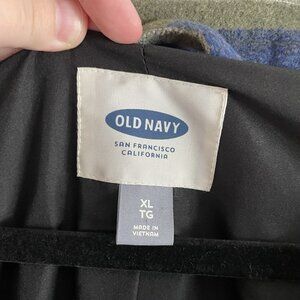 OLD NAVY
SAN FRANCISCO
CALIFORNIA
XL
TG
MADE IN
VIETNAM